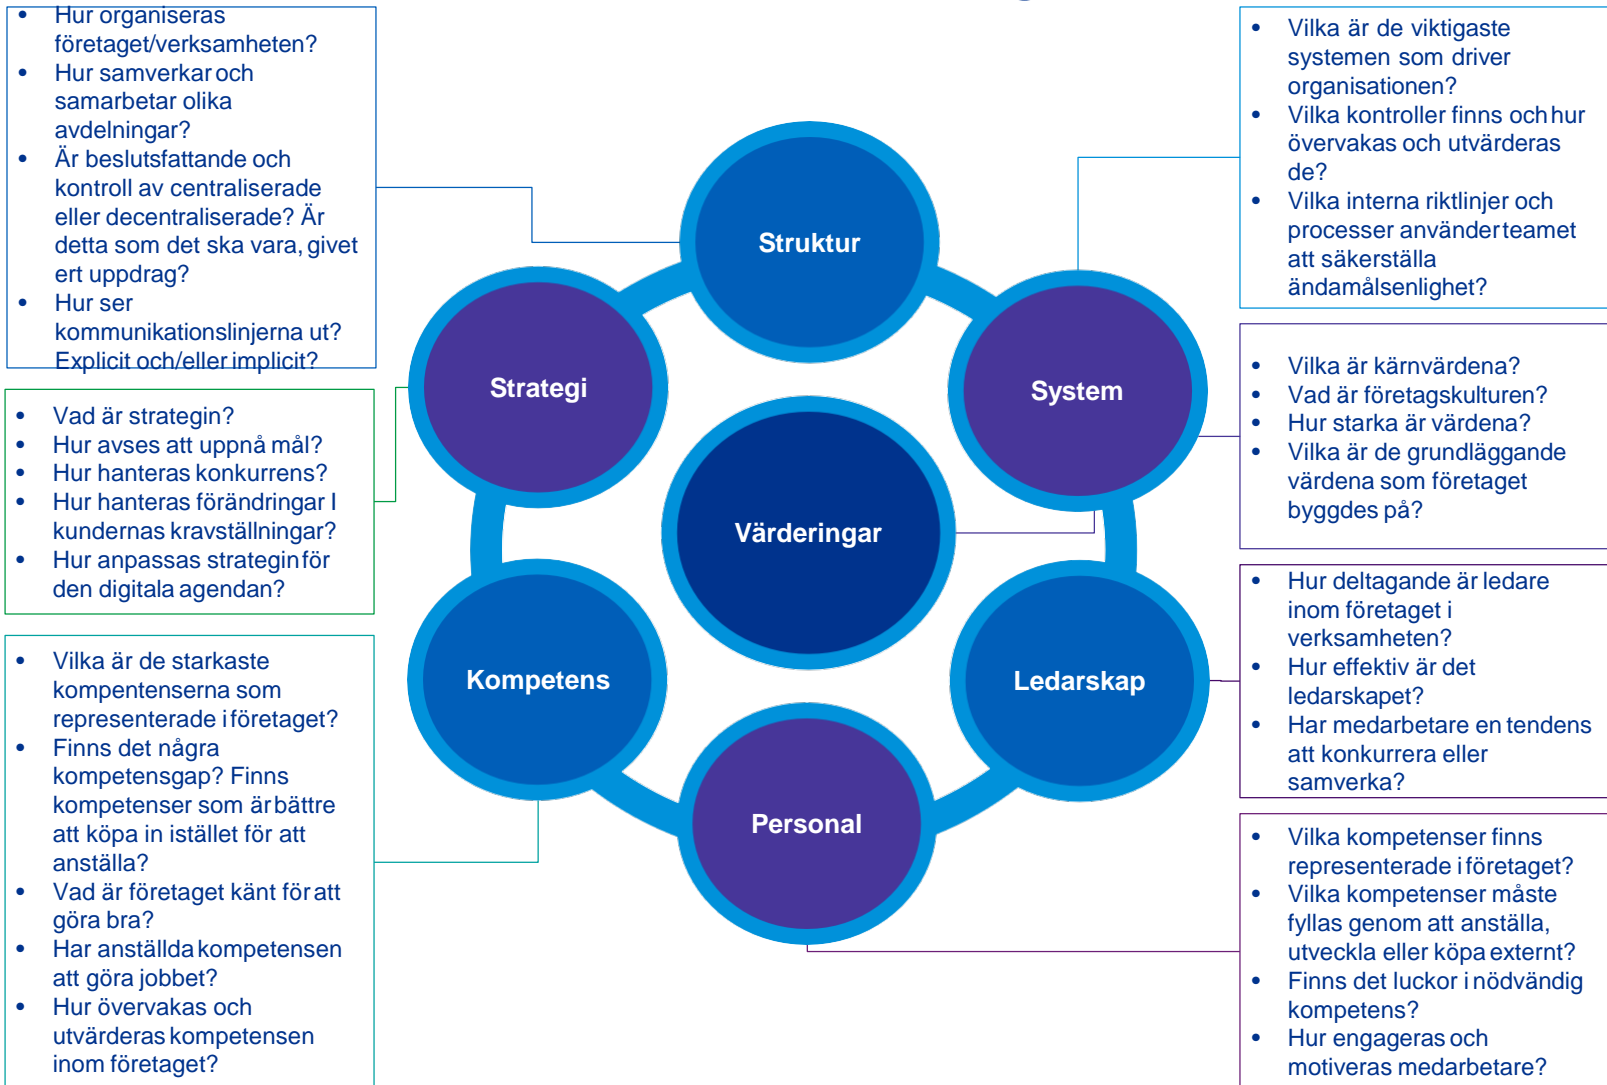 • Hur organiseras
företaget/verksamheten?
• Hur samverkar och
samarbetar olika
avdelningar?
• Är beslutsfattande och
kontroll av centraliserade
eller decentraliserade? Är
detta som det ska vara, givet
ert uppdrag?
• Hur ser
kommunikationslinjerna ut?
Explicit och/eller implicit?
• Vad är strategin?
• Hur avses att uppnå mål?
• Hur hanteras konkurrens?
• Hur hanteras förändringar I
kundernas kravställningar?
• Hur anpassas strategin för
den digitala agendan?
• Vilka är de starkaste
kompentenserna som
representerade i företaget?
• Finns det några
kompetensgap? Finns
kompetenser som är bättre
att köpa in istället för att
anställa?
• Vad är företaget känt för att
göra bra?
• Har anställda kompetensen
att göra jobbet?
• Hur övervakas och
utvärderas kompetensen
inom företaget?
Struktur
Strategi
System
Värderingar
Kompetens
Ledarskap
Personal
• Vilka är de viktigaste
systemen som driver
organisationen?
• Vilka kontroller finns och hur
övervakas och utvärderas
de?
• Vilka interna riktlinjer och
processer använder teamet
att säkerställa
ändamålsenlighet?
• Vilka är kärnvärdena?
• Vad är företagskulturen?
• Hur starka är värdena?
• Vilka är de grundläggande
värdena som företaget
byggdes på?
• Hur deltagande är ledare
inom företaget i
verksamheten?
• Hur effektiv är det
ledarskapet?
• Har medarbetare en tendens
att konkurrera eller
samverka?
• Vilka kompetenser finns
representerade i företaget?
• Vilka kompetenser måste
fyllas genom att anställa,
utveckla eller köpa externt?
• Finns det luckor i nödvändig
kompetens?
• Hur engageras och
motiveras medarbetare?